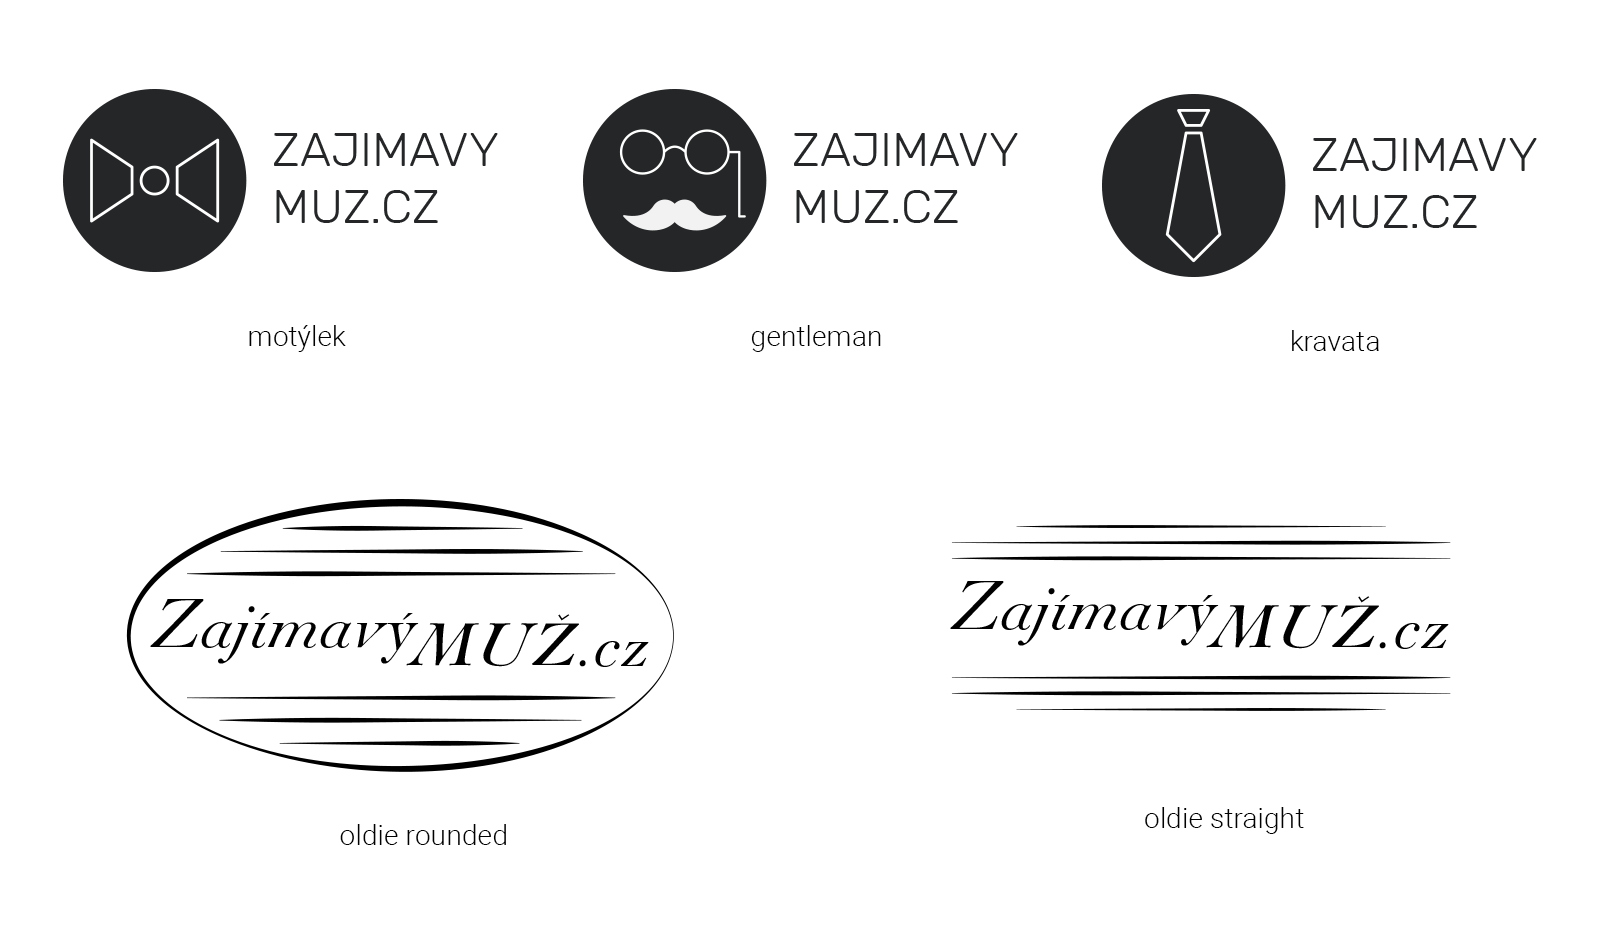 ZAJIMAVY
MUZ.CZ
motýlek
ZAJIMAVY
MUZ.CZ
gentleman
ZAJIMAVY
MUZ.CZ
kravata
ZajímavýMUŽ.cz
oldie rounded
ZajímavýMUŽ.cz
oldie straight